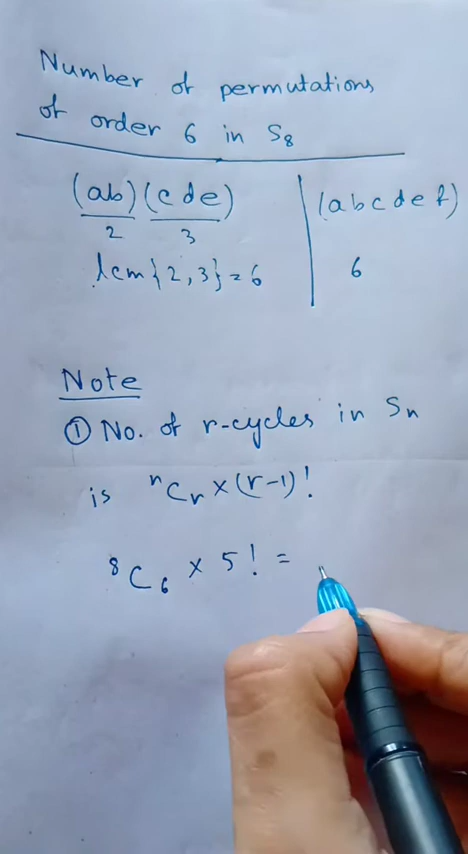 Number of permutations
of order 6 in S₈
(ab)(cde) | (abcdef)
2 3
lcm{2,3}=6 6
Note
① No. of r-cycles in Sₙ
is ⁿCᵣ × (r-1)!
⁸C₆ × 5! =